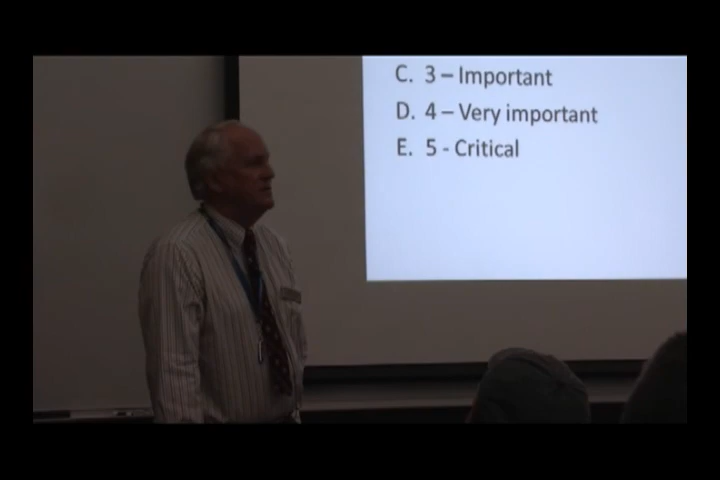 C. 3 – Important
D. 4 – Very important
E. 5 - Critical